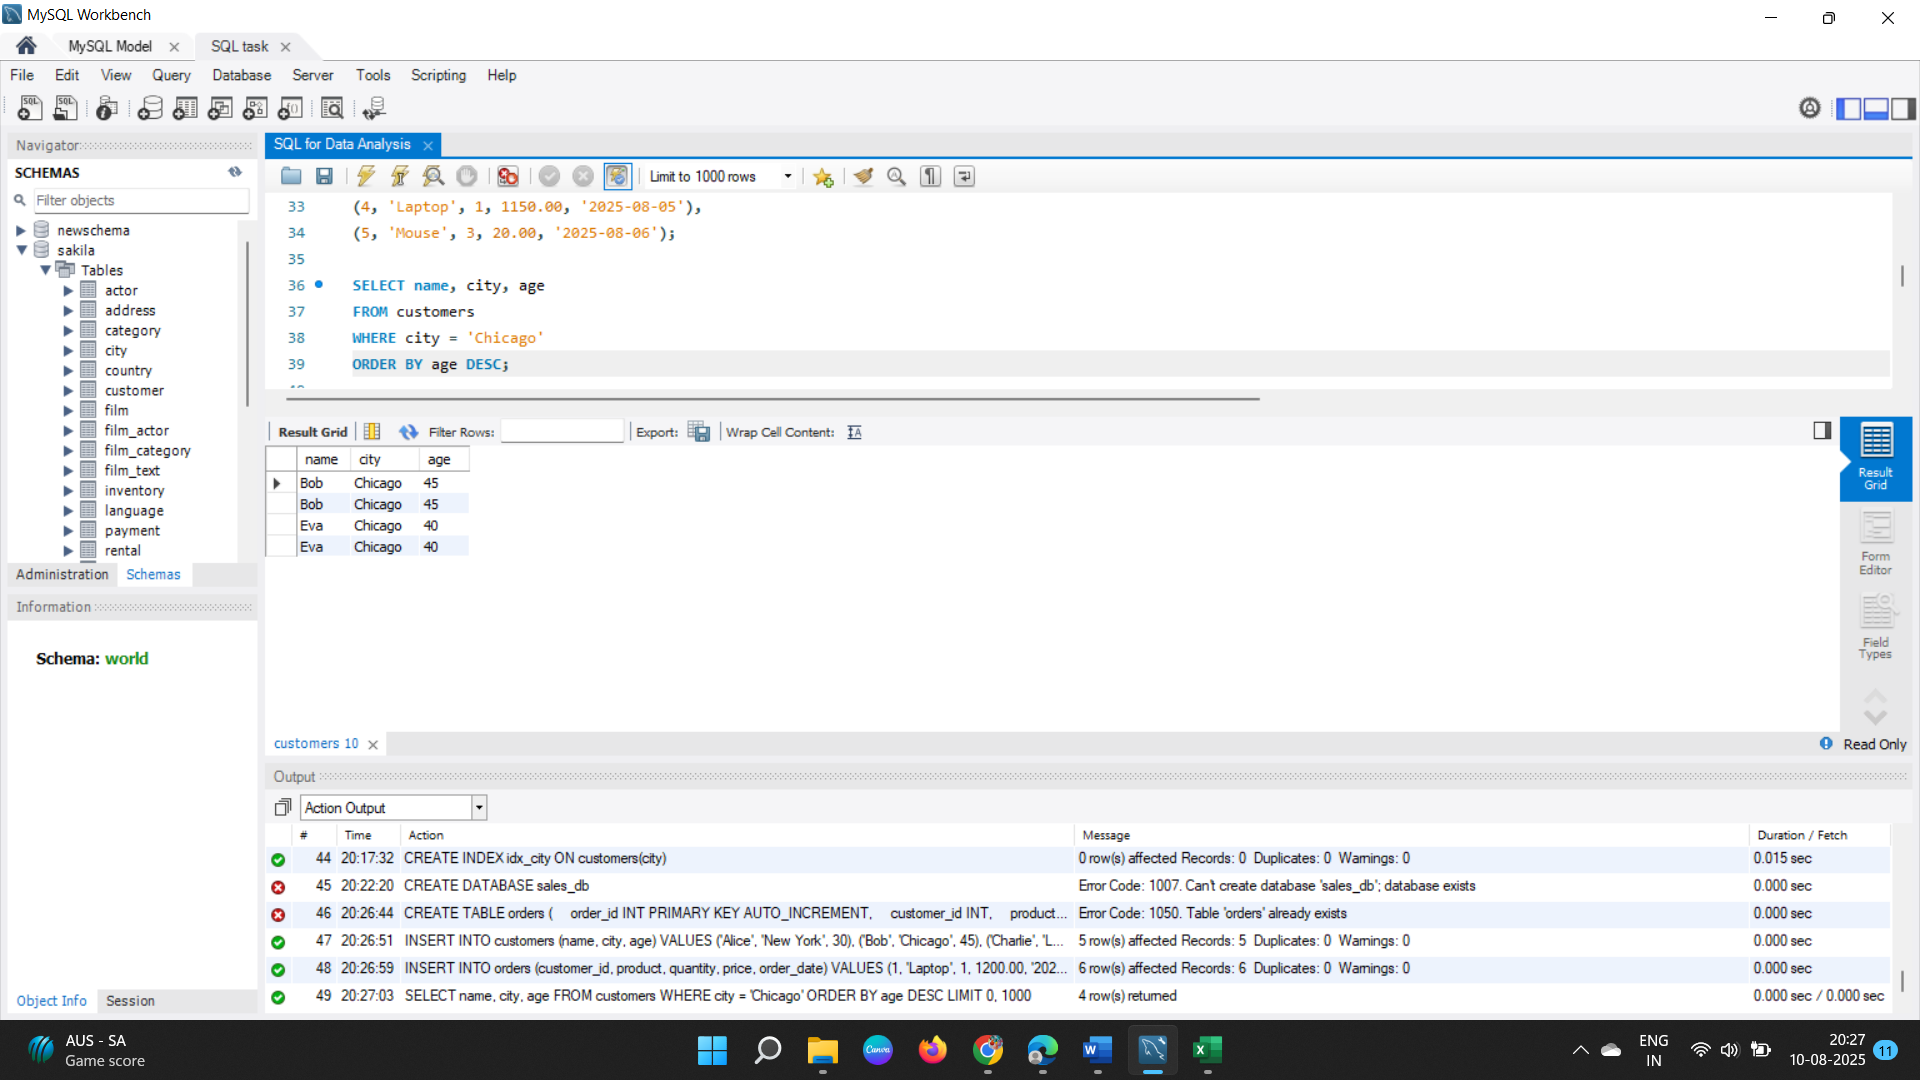 MySQL Workbench
MySQL Model
SQL task
File Edit View Query Database Server Tools Scripting Help
Navigator
SCHEMAS
Filter objects
newschema
sakila
Tables
actor
address
category
city
country
customer
film
film_actor
film_category
film_text
inventory
language
payment
rental
Administration Schemas
Information
Schema: world
Object Info Session
SQL for Data Analysis
Limit to 1000 rows
33 (4, 'Laptop', 1, 1150.00, '2025-08-05'),
34 (5, 'Mouse', 3, 20.00, '2025-08-06');
35
36 SELECT name, city, age
37 FROM customers
38 WHERE city = 'Chicago'
39 ORDER BY age DESC;
Result Grid Filter Rows: Export: Wrap Cell Content:
name city age
Bob Chicago 45
Bob Chicago 45
Eva Chicago 40
Eva Chicago 40
Result Grid
Form Editor
Field Types
customers 10
Read Only
Output
Action Output
# Time Action Message Duration / Fetch
44 20:17:32 CREATE INDEX idx_city ON customers(city) 0 row(s) affected Records: 0 Duplicates: 0 Warnings: 0 0.015 sec
45 20:22:20 CREATE DATABASE sales_db Error Code: 1007. Can't create database 'sales_db'; database exists 0.000 sec
46 20:26:44 CREATE TABLE orders ( order_id INT PRIMARY KEY AUTO_INCREMENT, customer_id INT, product... Error Code: 1050. Table 'orders' already exists 0.000 sec
47 20:26:51 INSERT INTO customers (name, city, age) VALUES ('Alice', 'New York', 30), ('Bob', 'Chicago', 45), ('Charlie', 'L... 5 row(s) affected Records: 5 Duplicates: 0 Warnings: 0 0.000 sec
48 20:26:59 INSERT INTO orders (customer_id, product, quantity, price, order_date) VALUES (1, 'Laptop', 1, 1200.00, '202... 6 row(s) affected Records: 6 Duplicates: 0 Warnings: 0 0.000 sec
49 20:27:03 SELECT name, city, age FROM customers WHERE city = 'Chicago' ORDER BY age DESC LIMIT 0, 1000 4 row(s) returned 0.000 sec / 0.000 sec
AUS - SA
Game score
Canva
ENG
IN
20:27
10-08-2025
11